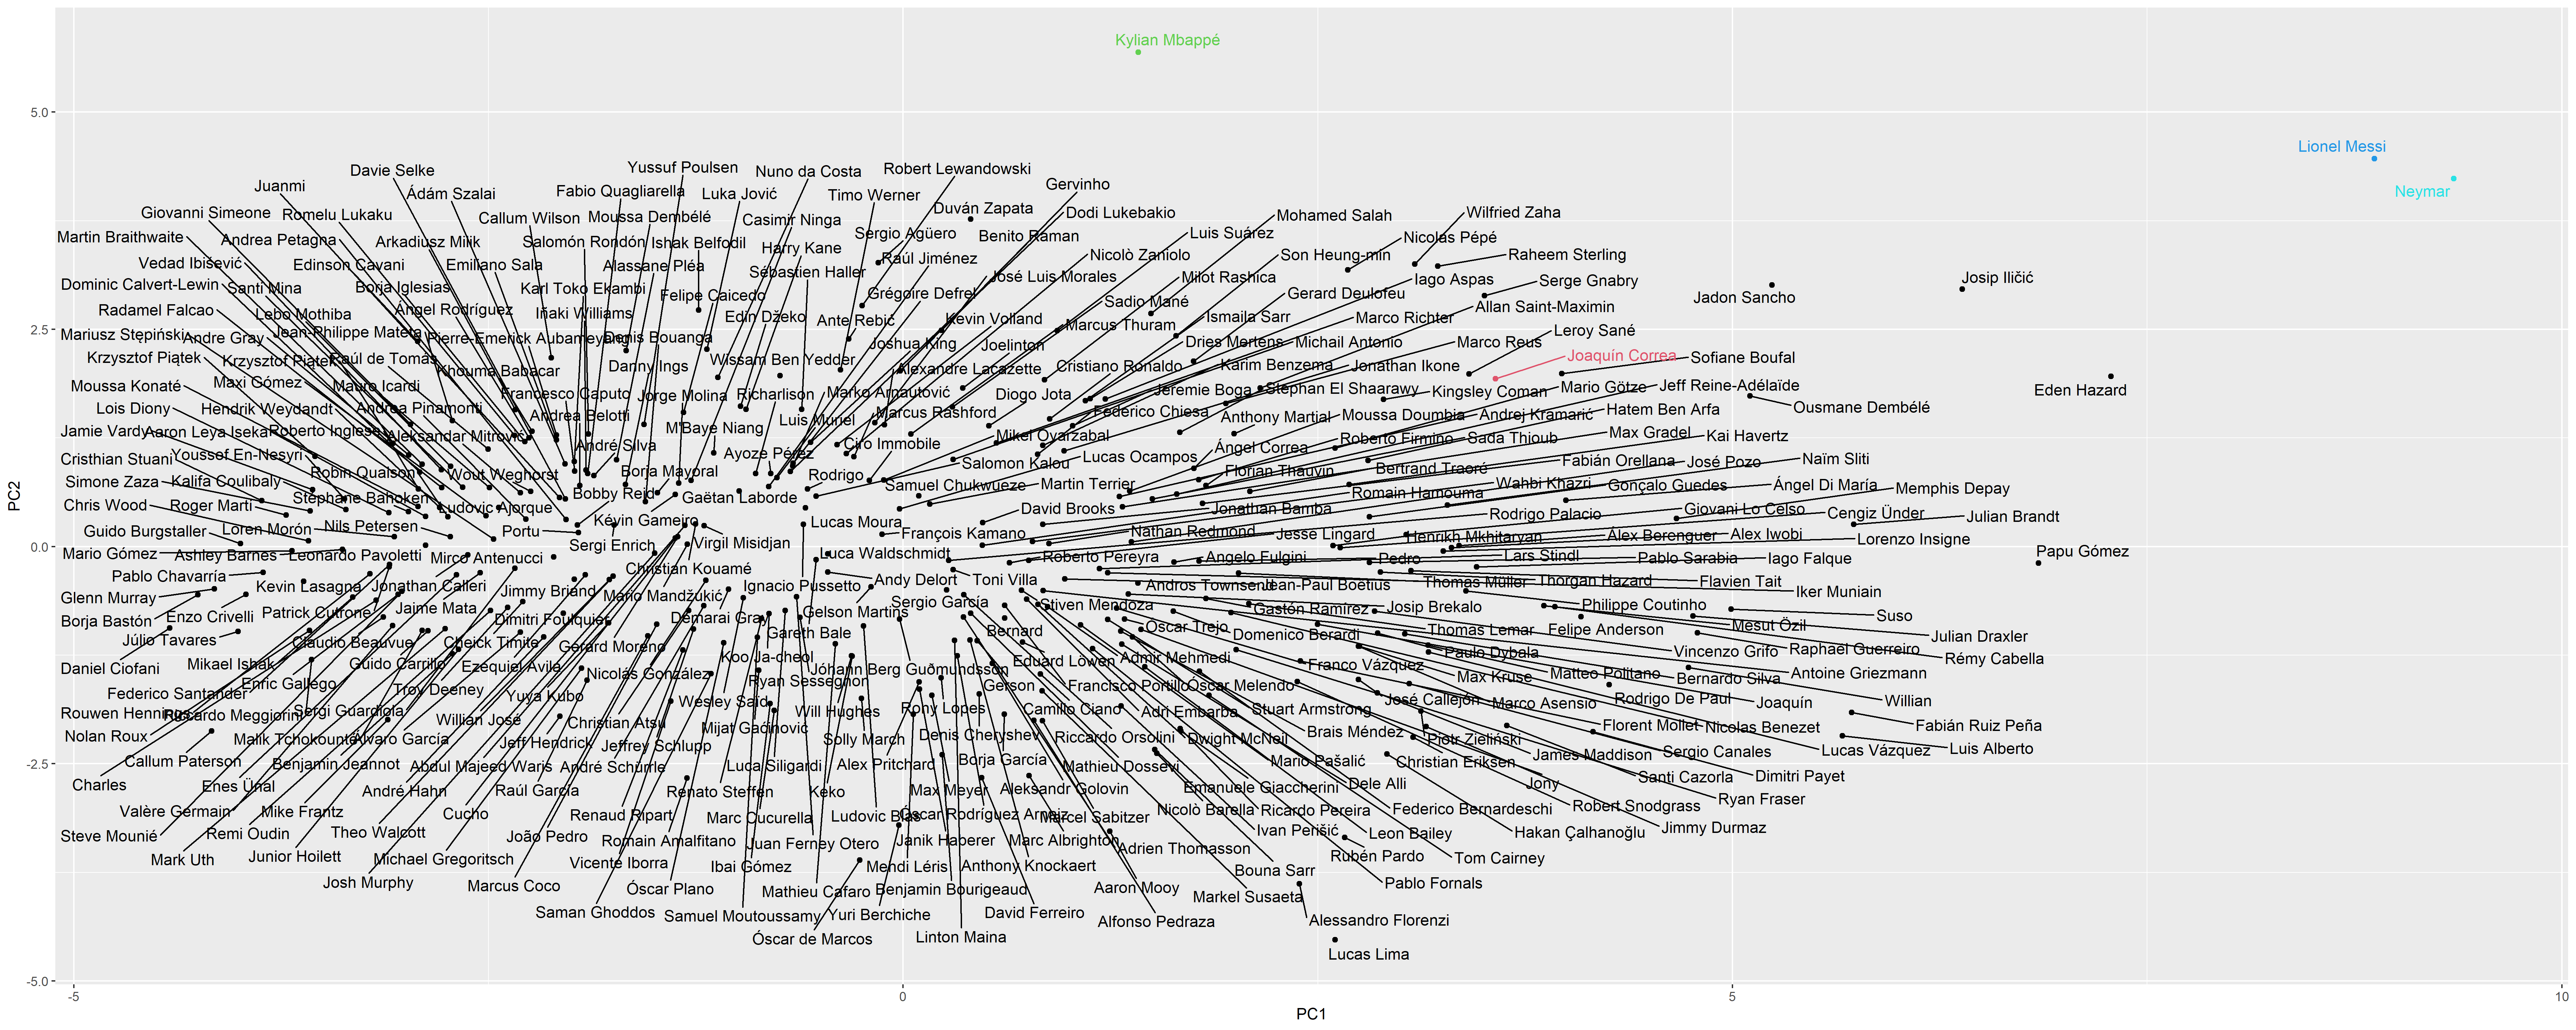 Kylian Mbappé
5.0
Lionel Messi
Neymar
Yussuf Poulsen
Nuno da Costa
Robert Lewandowski
Davie Selke
Juanmi
Ádám Szalai
Fabio Quagliarella
Luka Jović
Timo Werner
Gervinho
Giovanni Simeone
Romelu Lukaku
Callum Wilson
Moussa Dembélé
Casimir Ninga
Duván Zapata
Dodi Lukebakio
Mohamed Salah
Wilfried Zaha
Martin Braithwaite
Andrea Petagna
Arkadiusz Milik
Salomón Rondón
Ishak Belfodil
Harry Kane
Sergio Agüero
Benito Raman
Luis Suárez
Nicolas Pépé
Vedad Ibišević
Edinson Cavani
Emiliano Sala
Alassane Pléa
Sébastien Haller
Raúl Jiménez
Nicolò Zaniolo
Son Heung-min
Raheem Sterling
Dominic Calvert-Lewin
Santi Mina
Borja Iglesias
Karl Toko Ekambi
Felipe Caicedo
Grégoire Defrel
José Luis Morales
Milot Rashica
Iago Aspas
Serge Gnabry
Jadon Sancho
Josip Iličić
Radamel Falcao
Lebo Mothiba
Ángel Rodríguez
Iñaki Williams
Edin Džeko
Ante Rebić
Kevin Volland
Sadio Mané
Gerard Deulofeu
Allan Saint-Maximin
2.5
Mariusz Stępiński
Andre Gray
Jean-Philippe Mateta
Pierre-Emerick Aubameyang
Denis Bouanga
Marcus Thuram
Ismaila Sarr
Marco Richter
Leroy Sané
Krzysztof Piątek
Krzysztof Piątek
Raúl de Tomás
Danny Ings
Wissam Ben Yedder
Joshua King
Joelinton
Dries Mertens
Michail Antonio
Marco Reus
Joaquín Correa
Sofiane Boufal
Moussa Konaté
Maxi Gómez
Mauro Icardi
Khouma Babacar
Francesco Caputo
Jorge Molina
Richarlison
Marko Arnautović
Alexandre Lacazette
Cristiano Ronaldo
Karim Benzema
Jonathan Ikone
Diogo Jota
Jeremie Boga
Stephan El Shaarawy
Kingsley Coman
Mario Götze
Jeff Reine-Adélaïde
Eden Hazard
Lois Diony
Hendrik Weydandt
Andrea Pinamonti
Andrea Belotti
Luis Muriel
Marcus Rashford
Federico Chiesa
Anthony Martial
Moussa Doumbia
Andrej Kramarić
Hatem Ben Arfa
Ousmane Dembélé
Jamie Vardy
Aaron Leya Iseka
Roberto Inglese
Aleksandar Mitrović
André Silva
M'Baye Niang
Ciro Immobile
Mikel Oyarzabal
Ángel Correa
Roberto Firmino
Sada Thioub
Max Gradel
Kai Havertz
Cristhian Stuani
Youssef En-Nesyri
Robin Quaison
Wout Weghorst
Borja Mayoral
Ayoze Pérez
Rodrigo
Salomon Kalou
Lucas Ocampos
Florian Thauvin
Bertrand Traoré
Fabián Orellana
José Pozo
Naïm Sliti
Simone Zaza
Kalifa Coulibaly
Stéphane Bahoken
Bobby Reid
Gaëtan Laborde
Samuel Chukwueze
Martin Terrier
Romain Hamouma
Wahbi Khazri
Gonçalo Guedes
Ángel Di María
Memphis Depay
Chris Wood
Roger Martí
Ludovic Ajorque
Kévin Gameiro
Lucas Moura
David Brooks
Jonathan Bamba
Rodrigo Palacio
Giovani Lo Celso
Cengiz Ünder
Julian Brandt
Guido Burgstaller
Loren Morón
Nils Petersen
Portu
Virgil Misidjan
François Kamano
Nathan Redmond
Jesse Lingard
Henrikh Mkhitaryan
Álex Berenguer
Alex Iwobi
Lorenzo Insigne
0.0
Mario Gómez
Ashley Barnes
Leonardo Pavoletti
Mirco Antenucci
Sergi Enrich
Luca Waldschmidt
Roberto Pereyra
Angelo Fulgini
Pedro
Lars Stindl
Pablo Sarabia
Iago Falque
Papu Gómez
Pablo Chavarría
Kevin Lasagna
Jonathan Calleri
Jimmy Briand
Christian Kouamé
Ignacio Pussetto
Andy Delort
Toni Villa
Andros Townsend
Jean-Paul Boëtius
Thomas Müller
Thorgan Hazard
Flavien Tait
Iker Muniain
Glenn Murray
Patrick Cutrone
Jaime Mata
Mario Mandžukić
Gelson Martins
Sergio García
Stiven Mendoza
Gastón Ramírez
Josip Brekalo
Philippe Coutinho
Suso
Borja Bastón
Enzo Crivelli
Dimitri Foulquier
Demarai Gray
Bernard
Óscar Trejo
Domenico Berardi
Thomas Lemar
Felipe Anderson
Mesut Özil
Julian Draxler
Júlio Tavares
Claudio Beauvue
Cheick Timité
Gerard Moreno
Gareth Bale
Koo Ja-cheol
Jóhann Berg Guðmundsson
Eduard Löwen
Admir Mehmedi
Franco Vázquez
Paulo Dybala
Vincenzo Grifo
Raphaël Guerreiro
Rémy Cabella
Daniel Ciofani
Mikael Ishak
Guido Carrillo
Ezequiel Ávila
Nicolás González
Ryan Sessegnon
Gerson
Francisco Portillo
Óscar Melendo
Max Kruse
Matteo Politano
Bernardo Silva
Antoine Griezmann
Federico Santander
Enric Gallego
Troy Deeney
Yuya Kubo
Wesley Saïd
Will Hughes
Rony Lopes
Camillo Ciano
Adri Embarba
Stuart Armstrong
José Callejón
Marco Asensio
Rodrigo De Paul
Joaquín
Willian
Rouwen Hennings
Riccardo Meggiorini
Sergi Guardiola
Willian José
Christian Atsu
Mijat Gaćinović
Solly March
Denis Cheryshev
Riccardo Orsolini
Dwight McNeil
Brais Méndez
Piotr Zieliński
Florent Mollet
Nicolas Benezet
Fabián Ruiz Peña
Nolan Roux
Malik Tchokounté
Álvaro García
Jeff Hendrick
Jeffrey Schlupp
Luca Siligardi
Alex Pritchard
Borja García
Mathieu Dossevi
Mario Pašalić
Christian Eriksen
James Maddison
Sergio Canales
Lucas Vázquez
Luis Alberto
-2.5
Callum Paterson
Benjamin Jeannot
Abdul Majeed Waris
André Schürrle
Charles
Enes Ünal
André Hahn
Raúl García
Renato Steffen
Keko
Max Meyer
Aleksandr Golovin
Emanuele Giaccherini
Dele Alli
Jony
Santi Cazorla
Dimitri Payet
Valère Germain
Mike Frantz
Cucho
Renaud Ripart
Marc Cucurella
Ludovic Blas
Óscar Rodríguez Arnaiz
Marcel Sabitzer
Nicolò Barella
Ricardo Pereira
Federico Bernardeschi
Robert Snodgrass
Ryan Fraser
Steve Mounié
Remi Oudin
Theo Walcott
João Pedro
Romain Amalfitano
Juan Ferney Otero
Janik Haberer
Marc Albrighton
Adrien Thomasson
Ivan Perišić
Leon Bailey
Hakan Çalhanoğlu
Jimmy Durmaz
Mark Uth
Junior Hoilett
Michael Gregoritsch
Vicente Iborra
Ibai Gómez
Mendi Léris
Anthony Knockaert
Bouna Sarr
Rubén Pardo
Tom Cairney
Josh Murphy
Marcus Coco
Óscar Plano
Mathieu Cafaro
Benjamin Bourigeaud
Aaron Mooy
Markel Susaeta
Pablo Fornals
Saman Ghoddos
Samuel Moutoussamy
Yuri Berchiche
David Ferreiro
Alfonso Pedraza
Alessandro Florenzi
Óscar de Marcos
Linton Maina
Lucas Lima
-5.0
-5
0
5
10
PC1
PC2